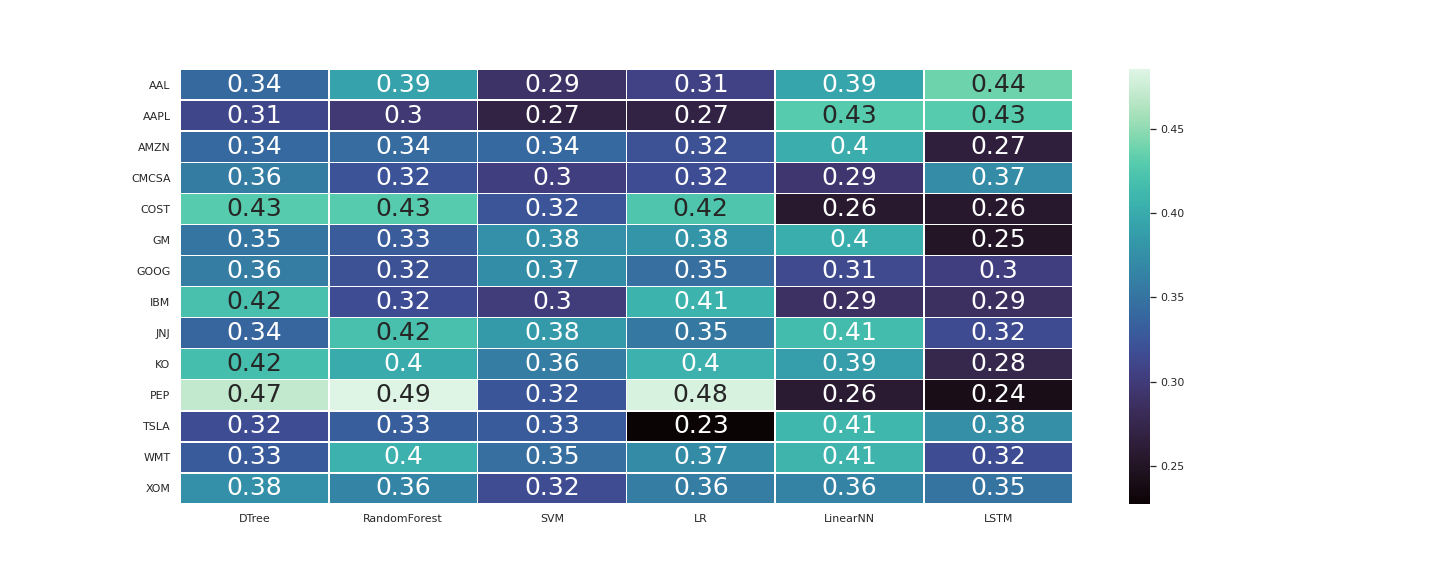 AAL 0.34 0.39 0.29 0.31 0.39 0.44
AAPL 0.31 0.3 0.27 0.27 0.43 0.43
0.45
AMZN 0.34 0.34 0.34 0.32 0.4 0.27
CMCSA 0.36 0.32 0.3 0.32 0.29 0.37
COST 0.43 0.43 0.32 0.42 0.26 0.26
0.40
GM 0.35 0.33 0.38 0.38 0.4 0.25
GOOG 0.36 0.32 0.37 0.35 0.31 0.3
IBM 0.42 0.32 0.3 0.41 0.29 0.29
0.35
JNJ 0.34 0.42 0.38 0.35 0.41 0.32
KO 0.42 0.4 0.36 0.4 0.39 0.28
0.30
PEP 0.47 0.49 0.32 0.48 0.26 0.24
TSLA 0.32 0.33 0.33 0.23 0.41 0.38
WMT 0.33 0.4 0.35 0.37 0.41 0.32
0.25
XOM 0.38 0.36 0.32 0.36 0.36 0.35
DTree RandomForest SVM LR LinearNN LSTM